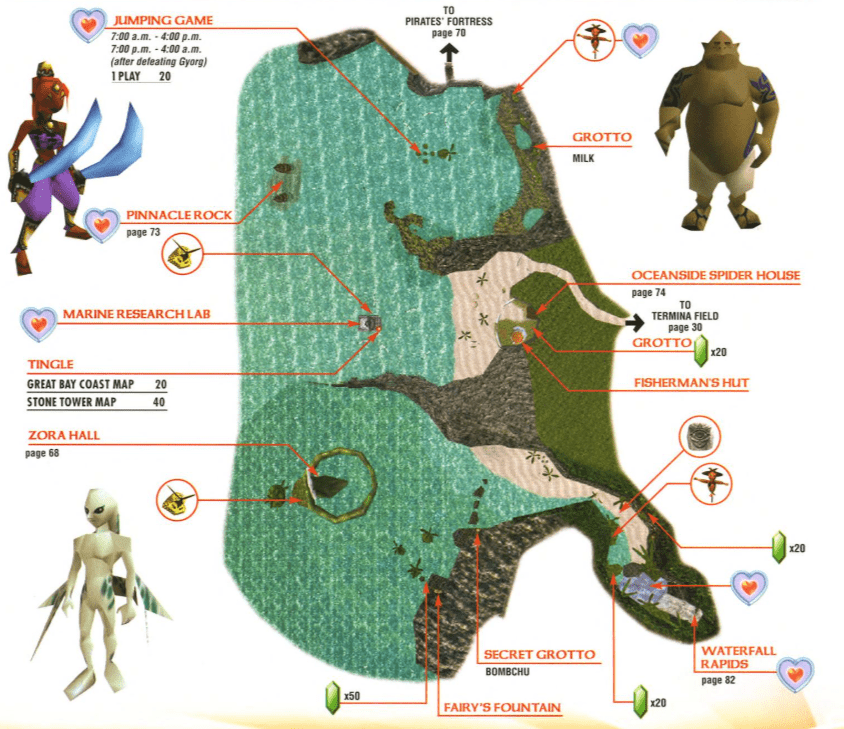 JUMPING GAME
7:00 a.m. - 4:00 p.m.
7:00 p.m. - 4:00 a.m.
(after defeating Gyorg)
1 PLAY 20
TO
PIRATES' FORTRESS
page 70
GROTTO
MILK
PINNACLE ROCK
page 73
OCEANSIDE SPIDER HOUSE
page 74
TO
TERMINA FIELD
page 30
MARINE RESEARCH LAB
GROTTO
x20
TINGLE
GREAT BAY COAST MAP 20
STONE TOWER MAP 40
FISHERMAN'S HUT
ZORA HALL
page 68
x20
SECRET GROTTO
BOMBCHU
WATERFALL
RAPIDS
page 82
x50
FAIRY'S FOUNTAIN
x20